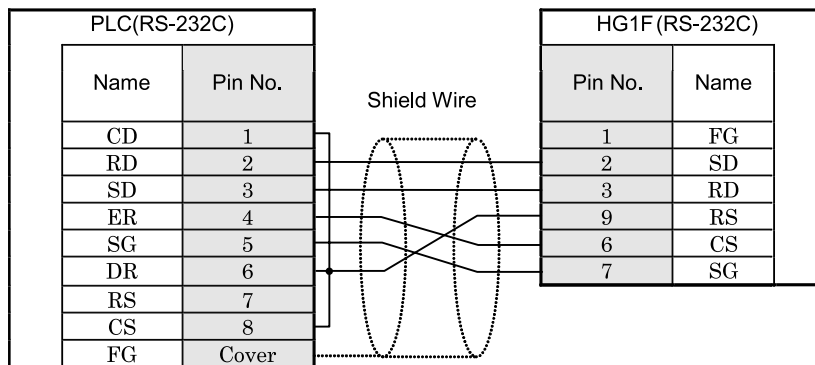 PLC(RS-232C) HG1F(RS-232C)
Name Pin No. Shield Wire Pin No. Name
CD 1 1 FG
RD 2 2 SD
SD 3 3 RD
ER 4 9 RS
SG 5 6 CS
DR 6 7 SG
RS 7
CS 8
FG Cover